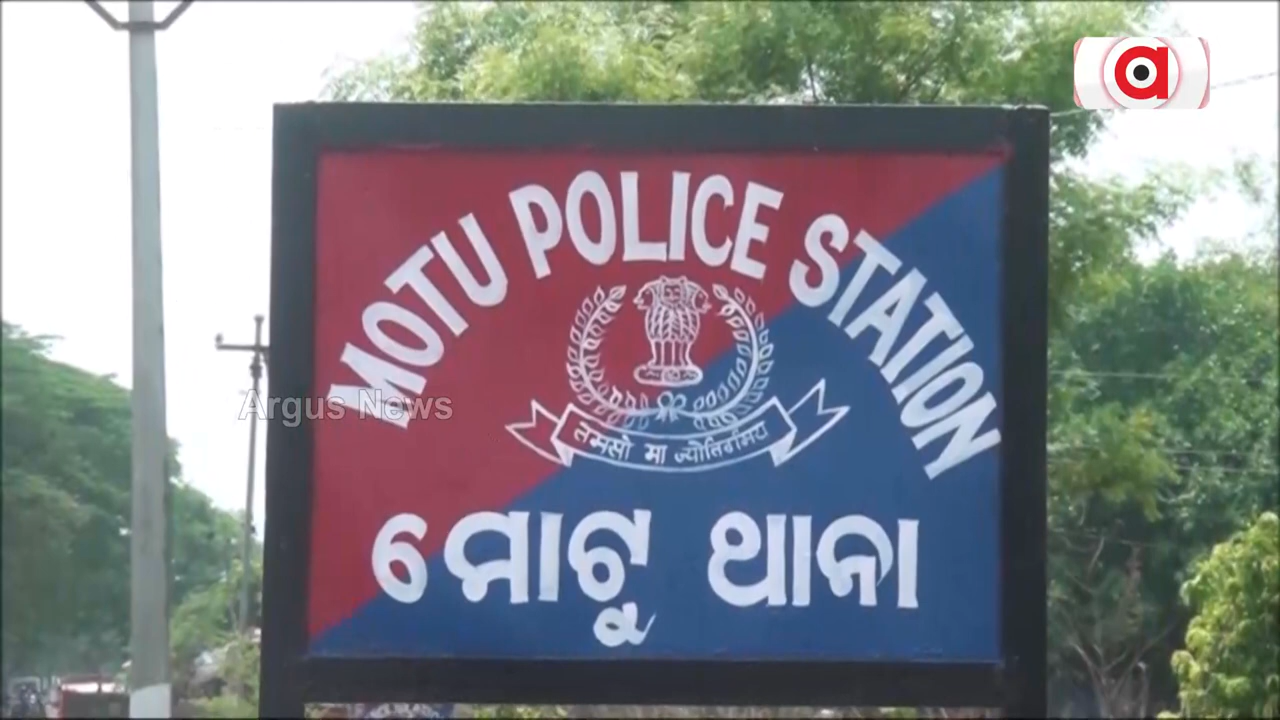 MOTU POLICE STATION
तमसो मा ज्योतिर्गमय
ମୋଟୁ ଥାନା
Argus News
a